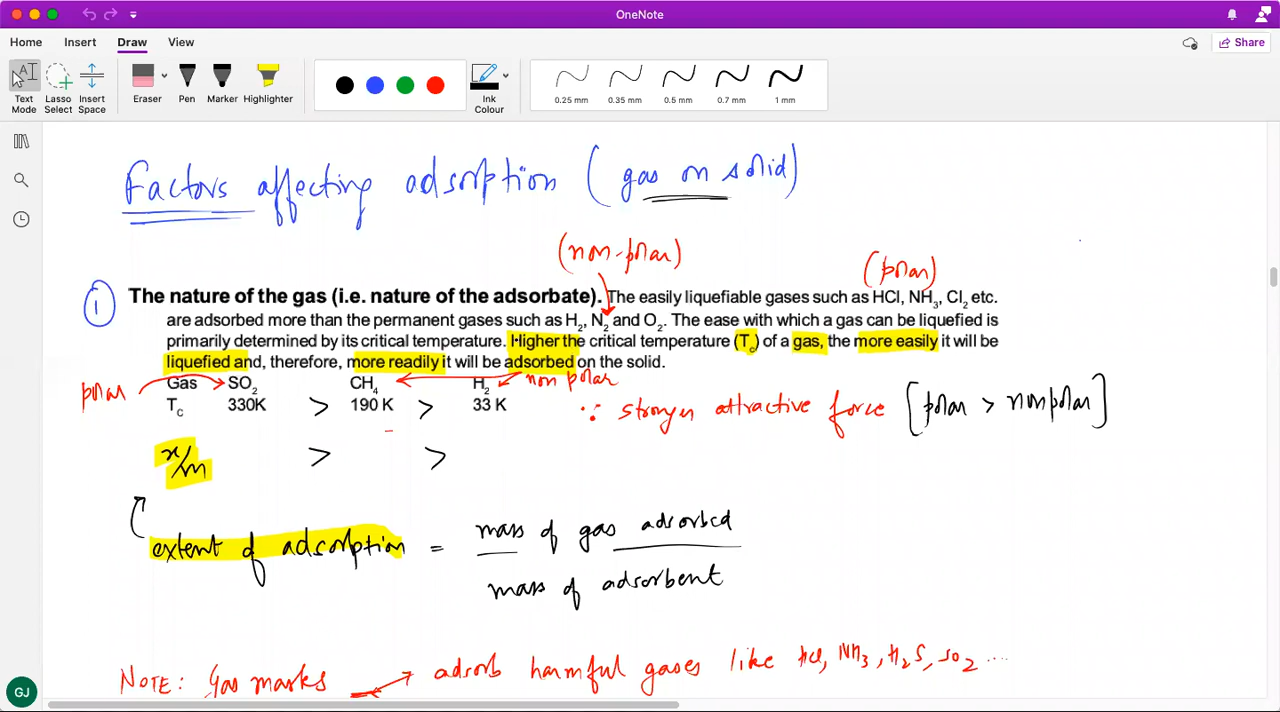 OneNote
Home Insert Draw View
Share
Text Mode
Lasso Select
Insert Space
Eraser
Pen
Marker
Highlighter
Ink Colour
0.25 mm 0.35 mm 0.5 mm 0.7 mm 1 mm
Factors affecting adsorption (gas on solid)
(non-polar)
(polar)
1 The nature of the gas (i.e. nature of the adsorbate). The easily liquefiable gases such as HCl, NH3, Cl2 etc.
are adsorbed more than the permanent gases such as H2, N2 and O2. The ease with which a gas can be liquefied is
primarily determined by its critical temperature. Higher the critical temperature (Tc) of a gas, the more easily it will be
liquefied and, therefore, more readily it will be adsorbed on the solid.
polar Gas SO2 CH4 H2 non polar
Tc 330K > 190 K > 33 K ∵ stronger attractive force [polar > nonpolar]
x/m > >
extent of adsorption = mass of gas adsorbed
mass of adsorbent
NOTE: Gas masks → adsorb harmful gases like HCl, NH3, H2S, SO2 ...
GJ